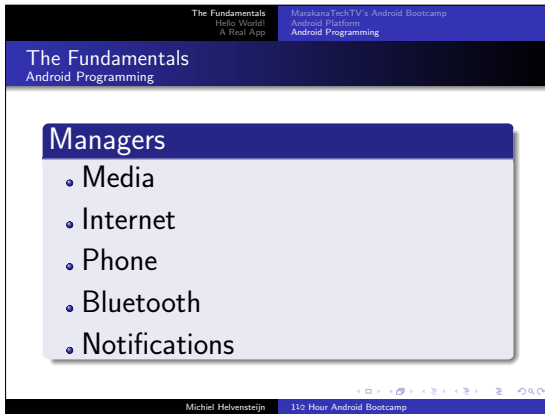 The Fundamentals
Hello World!
A Real App
MarakanaTechTV's Android Bootcamp
Android Platform
Android Programming
The Fundamentals
Android Programming
Managers
Media
Internet
Phone
Bluetooth
Notifications
Michiel Helvensteijn
1½ Hour Android Bootcamp